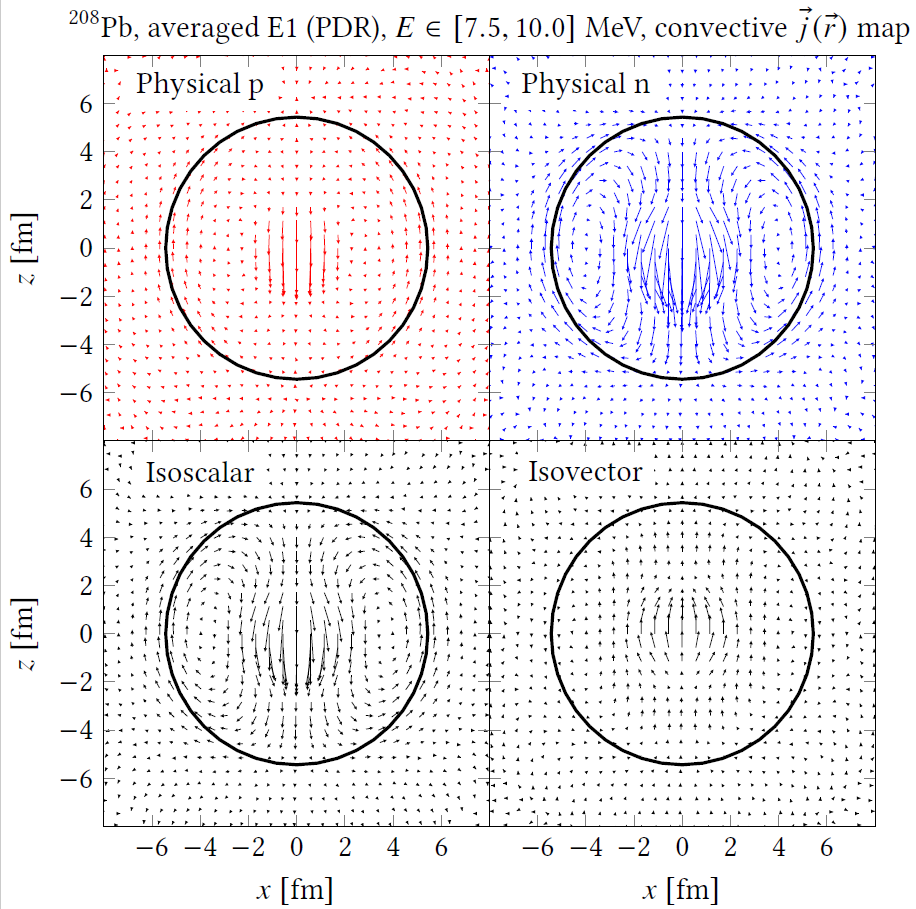 ²⁰⁸Pb, averaged E1 (PDR), E ∈ [7.5, 10.0] MeV, convective j⃗(r⃗) map
Physical p
Physical n
6
4
2
0
−2
−4
−6
z [fm]
Isoscalar
Isovector
6
4
2
0
−2
−4
−6
z [fm]
−6 −4 −2 0 2 4 6
−6 −4 −2 0 2 4 6
x [fm]
x [fm]